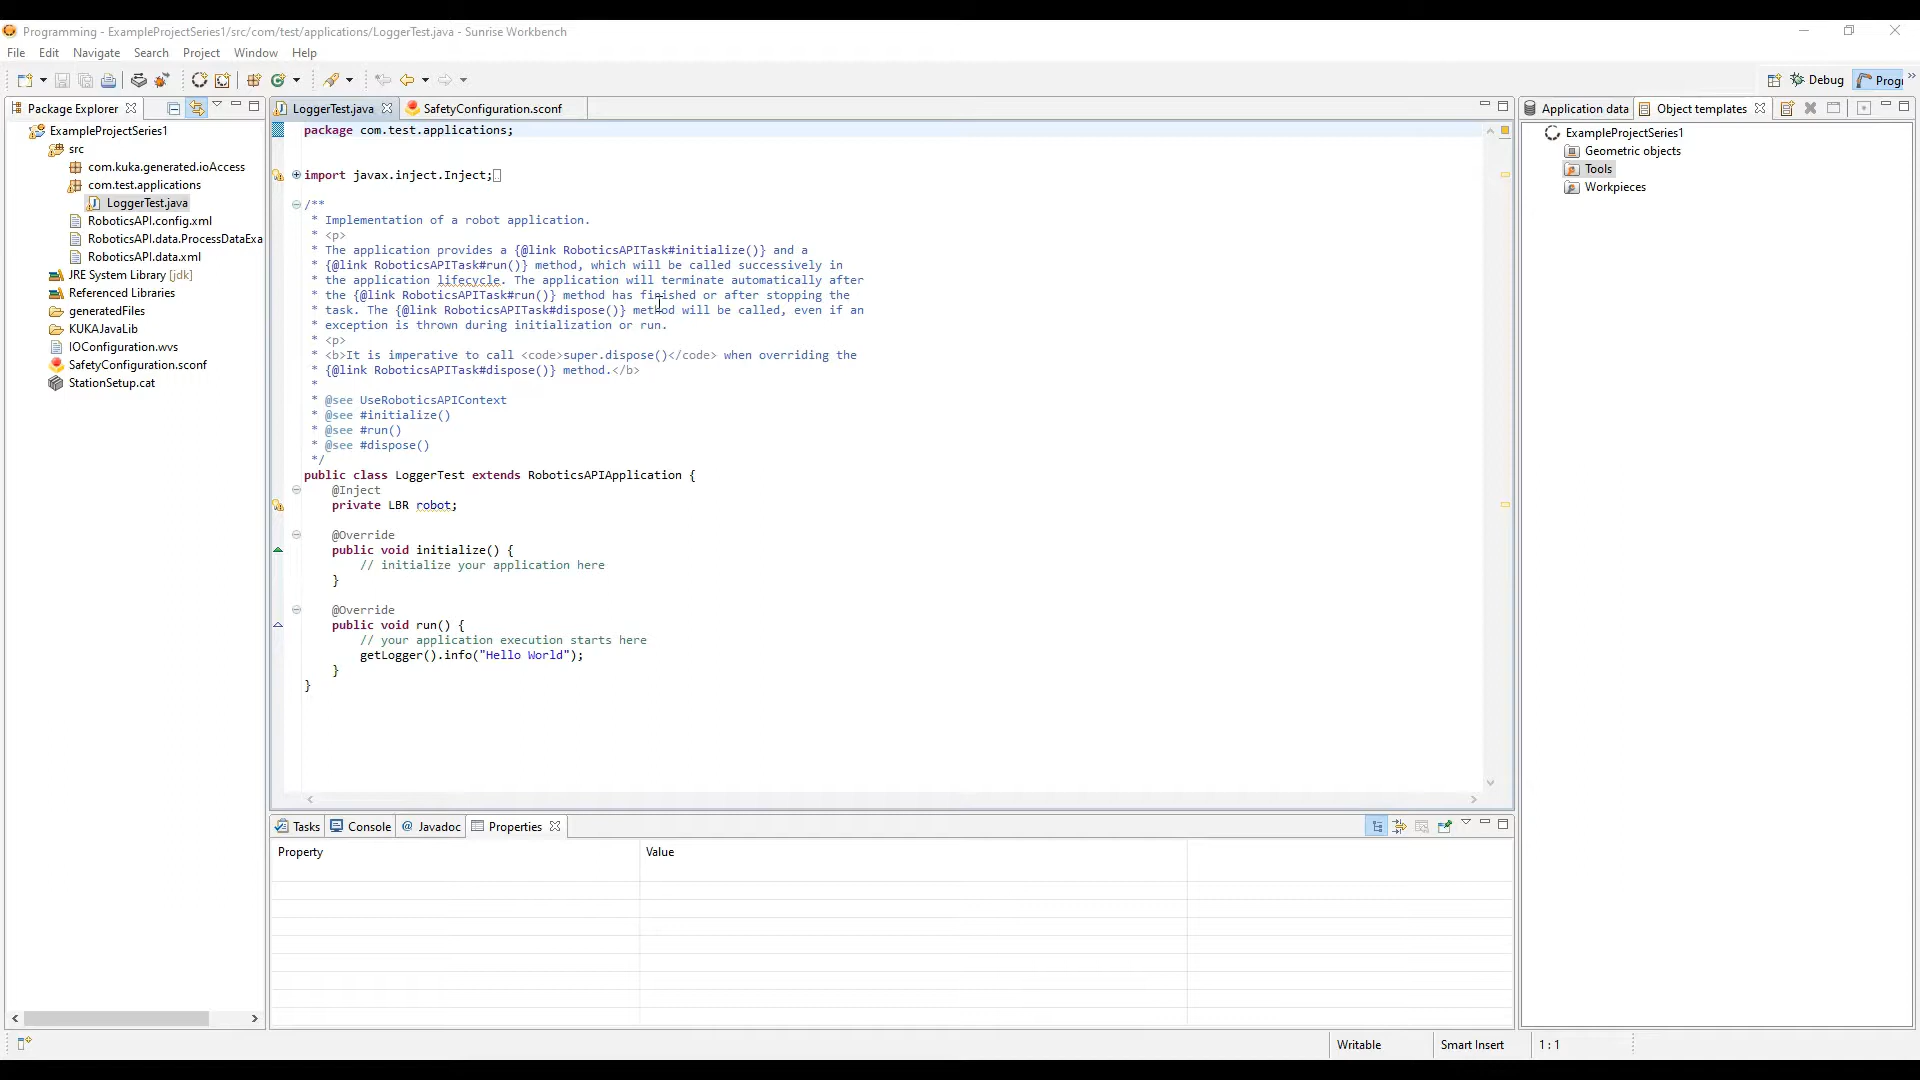 Programming - ExampleProjectSeries1/src/com/test/applications/LoggerTest.java - Sunrise Workbench
File Edit Navigate Search Project Window Help
Debug Prog
Package Explorer
ExampleProjectSeries1
src
com.kuka.generated.ioAccess
com.test.applications
LoggerTest.java
RoboticsAPI.config.xml
RoboticsAPI.data.ProcessDataExa
RoboticsAPI.data.xml
JRE System Library [jdk]
Referenced Libraries
generatedFiles
KUKAJavaLib
IOConfiguration.wvs
SafetyConfiguration.sconf
StationSetup.cat
LoggerTest.java SafetyConfiguration.sconf
package com.test.applications;
import javax.inject.Inject;
/**
* Implementation of a robot application.
* <p>
* The application provides a {@link RoboticsAPITask#initialize()} and a
* {@link RoboticsAPITask#run()} method, which will be called successively in
* the application lifecycle. The application will terminate automatically after
* the {@link RoboticsAPITask#run()} method has finished or after stopping the
* task. The {@link RoboticsAPITask#dispose()} method will be called, even if an
* exception is thrown during initialization or run.
* <p>
* <b>It is imperative to call <code>super.dispose()</code> when overriding the
* {@link RoboticsAPITask#dispose()} method.</b>
*
* @see UseRoboticsAPIContext
* @see #initialize()
* @see #run()
* @see #dispose()
*/
public class LoggerTest extends RoboticsAPIApplication {
@Inject
private LBR robot;
@Override
public void initialize() {
// initialize your application here
}
@Override
public void run() {
// your application execution starts here
getLogger().info("Hello World");
}
}
Tasks Console @ Javadoc Properties
Property Value
Application data Object templates
ExampleProjectSeries1
Geometric objects
Tools
Workpieces
Writable Smart Insert 1 : 1